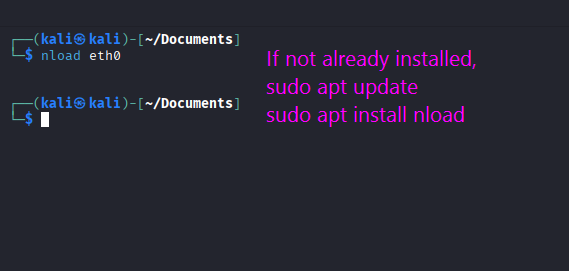 ┌──(kali㉿kali)-[~/Documents]
└─$ nload eth0
If not already installed,
sudo apt update
sudo apt install nload
┌──(kali㉿kali)-[~/Documents]
└─$